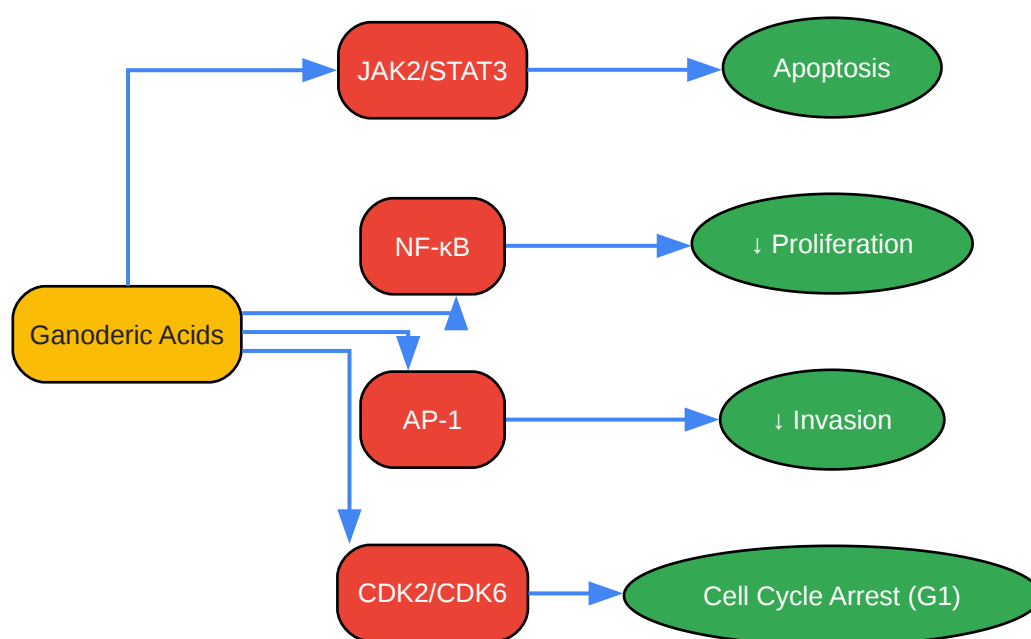 JAK2/STAT3
Apoptosis
NF-κB
↓ Proliferation
Ganoderic Acids
AP-1
↓ Invasion
CDK2/CDK6
Cell Cycle Arrest (G1)